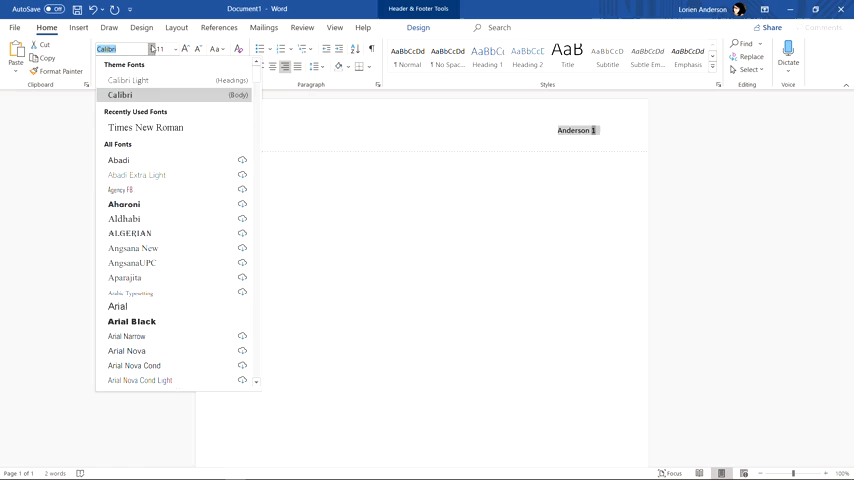 AutoSave Off Document1 - Word Header & Footer Tools Lorien Anderson
File Home Insert Draw Design Layout References Mailings Review View Help Design Search Share Comments
Calibri 11 Aa
Cut
Copy
Format Painter
Paste
Clipboard
Paragraph
AaBbCcDd AaBbCcDd AaBbC( AaBbCcC AaB AaBbCcD AaBbCcDd AaBbCcDd
¶ Normal ¶ No Spac... Heading 1 Heading 2 Title Subtitle Subtle Em... Emphasis
Styles
Find
Replace
Select
Editing
Dictate
Voice
Theme Fonts
Calibri Light (Headings)
Calibri (Body)
Recently Used Fonts
Times New Roman
All Fonts
Abadi
Abadi Extra Light
Agency FB
Aharoni
Aldhabi
ALGERIAN
Angsana New
AngsanaUPC
Aparajita
Arabic Typesetting
Arial
Arial Black
Arial Narrow
Arial Nova
Arial Nova Cond
Arial Nova Cond Light
Anderson 1
Page 1 of 1 2 words Focus 100%